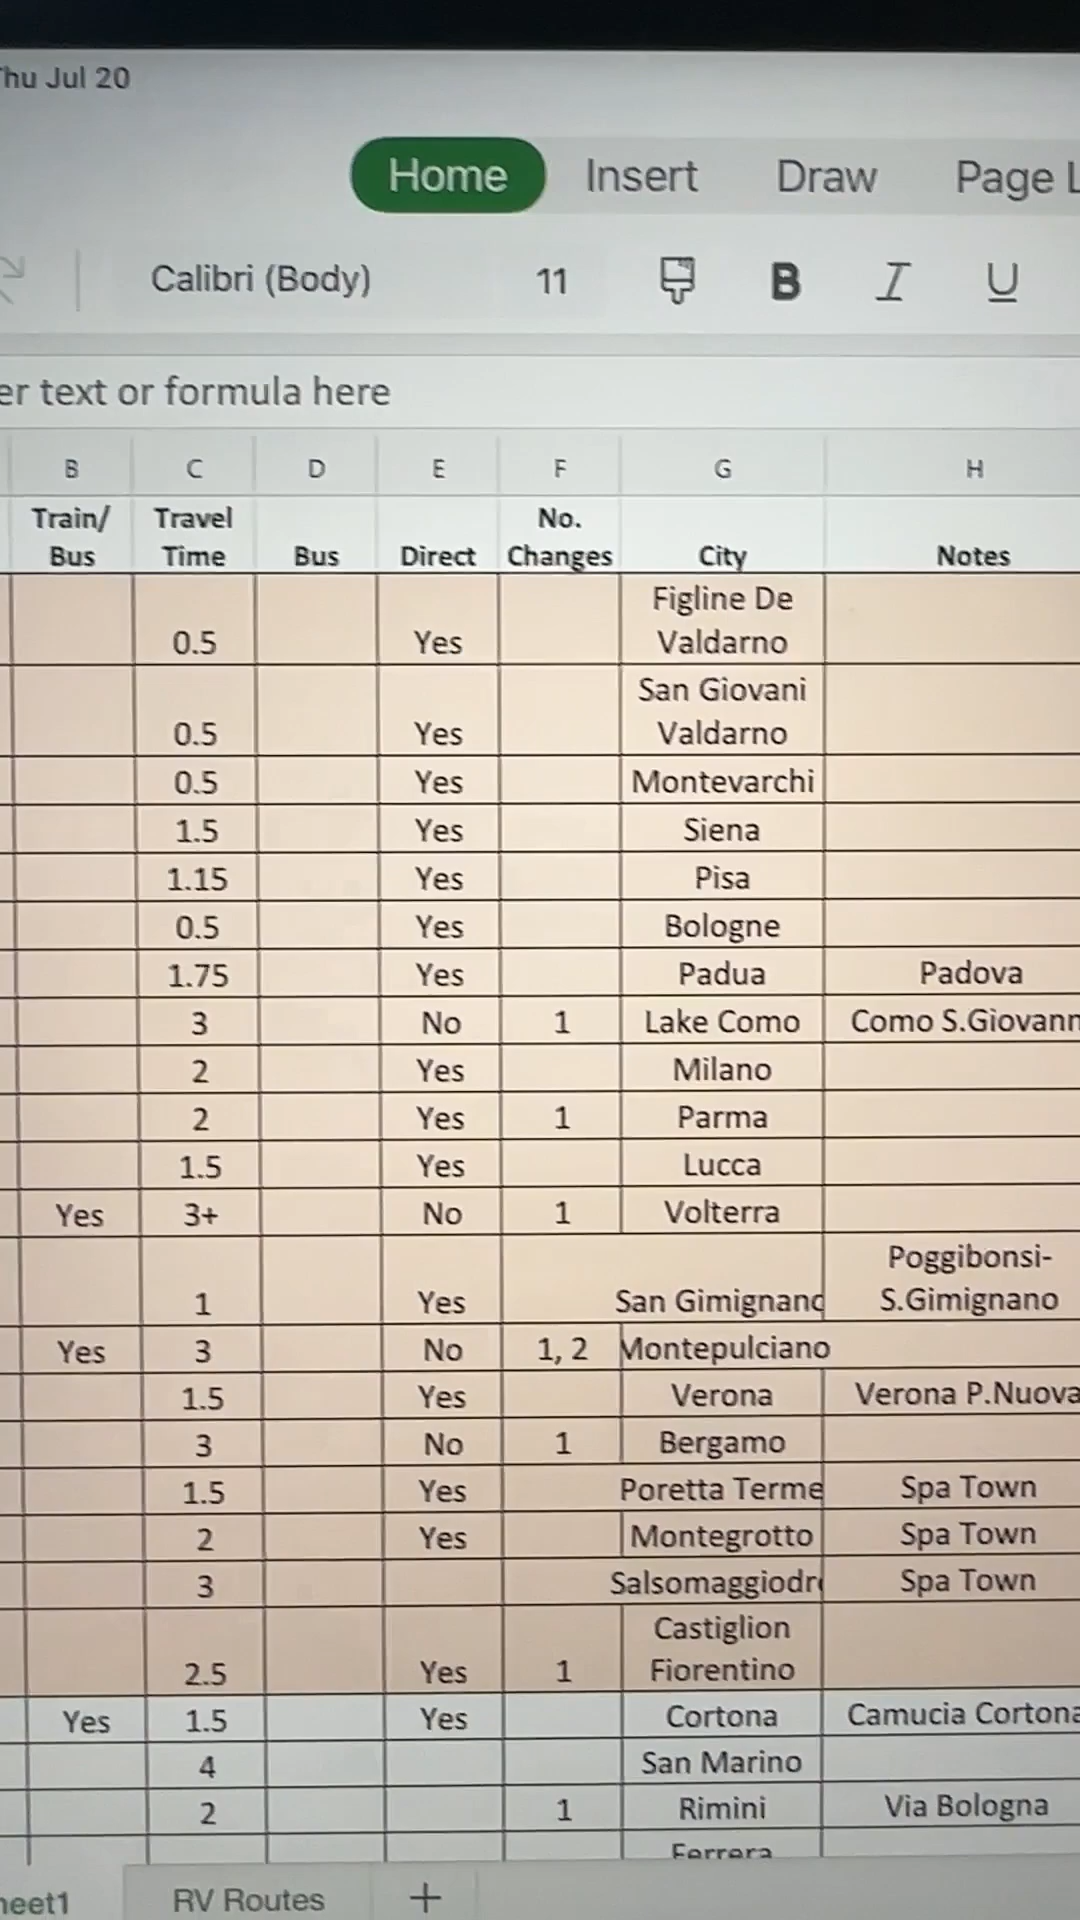 Thu Jul 20
Home Insert Draw Page L
Calibri (Body) 11 B I U
er text or formula here
B C D E F G H
Train/ Travel No.
Bus Time Bus Direct Changes City Notes
Figline De
0.5 Yes Valdarno
San Giovani
0.5 Yes Valdarno
0.5 Yes Montevarchi
1.5 Yes Siena
1.15 Yes Pisa
0.5 Yes Bologne
1.75 Yes Padua Padova
3 No 1 Lake Como Como S.Giovann
2 Yes Milano
2 Yes 1 Parma
1.5 Yes Lucca
Yes 3+ No 1 Volterra
Poggibonsi-
1 Yes San Gimignano S.Gimignano
Yes 3 No 1, 2 Montepulciano
1.5 Yes Verona Verona P.Nuova
3 No 1 Bergamo
1.5 Yes Poretta Terme Spa Town
2 Yes Montegrotto Spa Town
3 Salsomaggiodr Spa Town
Castiglion
2.5 Yes 1 Fiorentino
Yes 1.5 Yes Cortona Camucia Cortona
4 San Marino
2 1 Rimini Via Bologna
Ferrera
heet1 RV Routes +